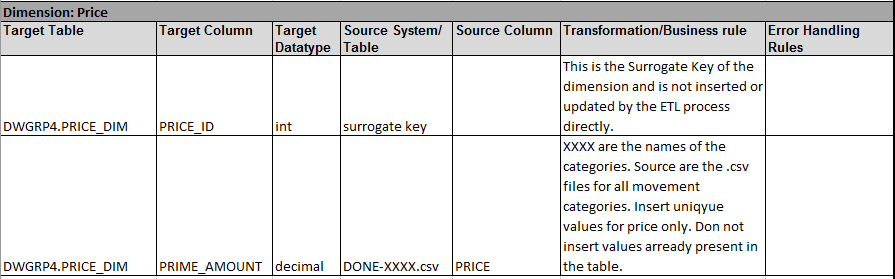 Dimension: Price
Target Table Target Column Target Datatype Source System/ Table Source Column Transformation/Business rule Error Handling Rules
DWGRP4.PRICE_DIM PRICE_ID int surrogate key
This is the Surrogate Key of the
dimension and is not inserted or
updated by the ETL process
directly.
DWGRP4.PRICE_DIM PRIME_AMOUNT decimal DONE-XXXX.csv PRICE
XXXX are the names of the
categories. Source are the .csv
files for all movement
categories. Insert uniqyue
values for price only. Don not
insert values arready present in
the table.